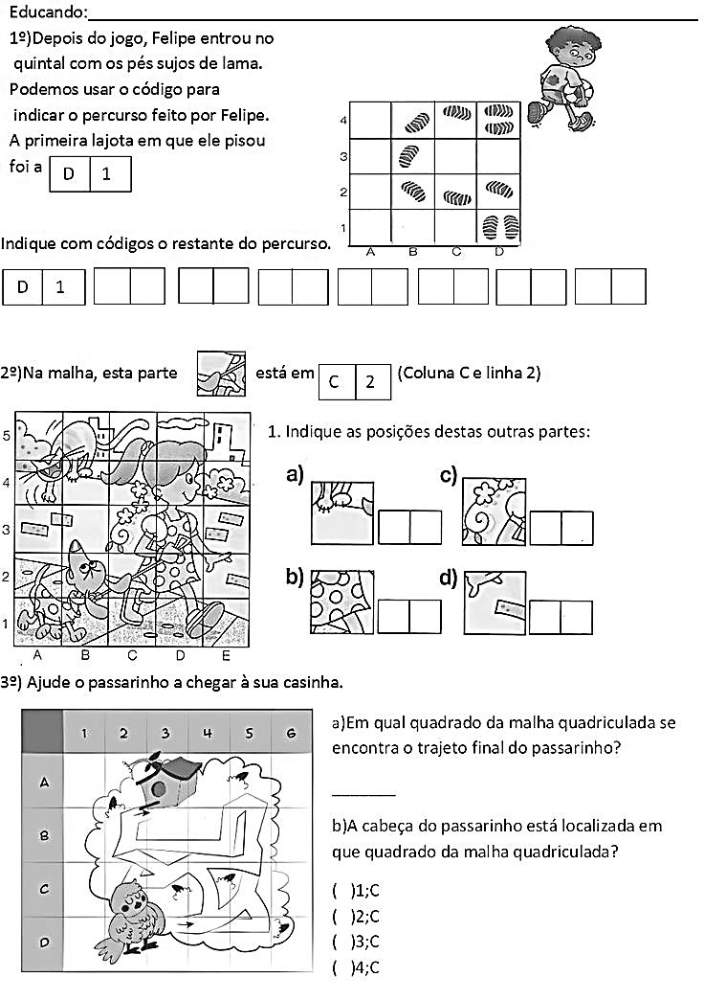 Educando:
1º)Depois do jogo, Felipe entrou no
quintal com os pés sujos de lama.
Podemos usar o código para
indicar o percurso feito por Felipe.
A primeira lajota em que ele pisou
foi a D 1
4
3
2
1
A B C D
Indique com códigos o restante do percurso.
D 1
2º)Na malha, esta parte está em C 2 (Coluna C e linha 2)
5
4
3
2
1
A B C D E
1. Indique as posições destas outras partes:
a) c)
b) d)
3º) Ajude o passarinho a chegar à sua casinha.
1 2 3 4 5 6
A
B
C
D
a)Em qual quadrado da malha quadriculada se
encontra o trajeto final do passarinho?
________
b)A cabeça do passarinho está localizada em
que quadrado da malha quadriculada?
( )1;C
( )2;C
( )3;C
( )4;C